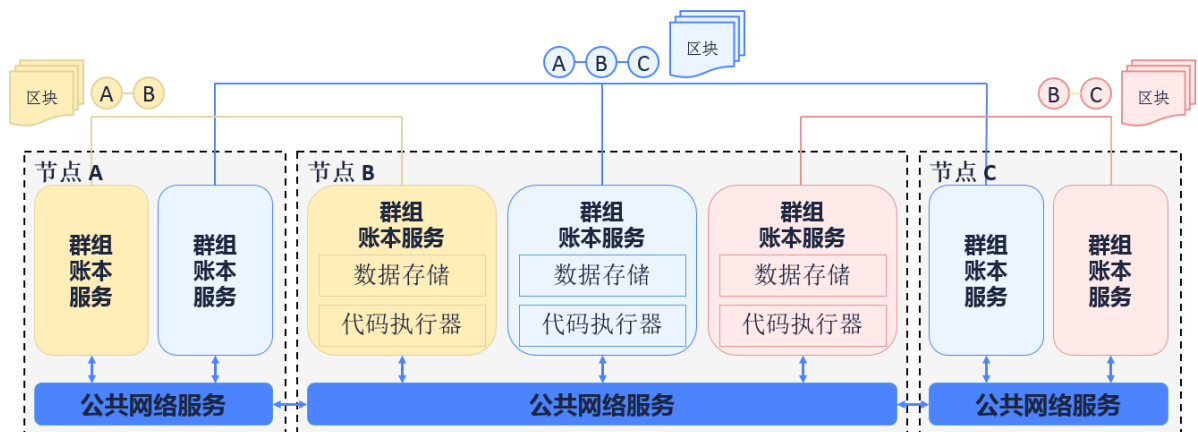 区块
A
B
A
B
C
区块
B
C
区块
节点 A
群组
账本
服务
群组
账本
服务
公共网络服务
节点 B
群组
账本服务
数据存储
代码执行器
群组
账本服务
数据存储
代码执行器
群组
账本服务
数据存储
代码执行器
公共网络服务
节点 C
群组
账本
服务
群组
账本
服务
公共网络服务